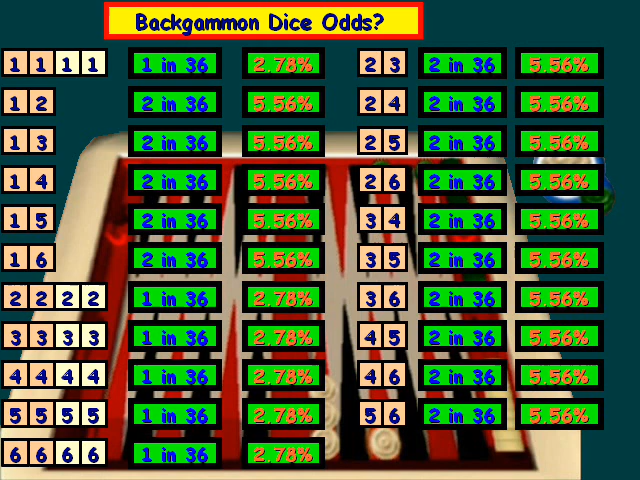 Backgammon Dice Odds?
1 1 1 1 1 in 36 2.78% 2 3 2 in 36 5.56%
1 2 2 in 36 5.56% 2 4 2 in 36 5.56%
1 3 2 in 36 5.56% 2 5 2 in 36 5.56%
1 4 2 in 36 5.56% 2 6 2 in 36 5.56%
1 5 2 in 36 5.56% 3 4 2 in 36 5.56%
1 6 2 in 36 5.56% 3 5 2 in 36 5.56%
2 2 2 2 1 in 36 2.78% 3 6 2 in 36 5.56%
3 3 3 3 1 in 36 2.78% 4 5 2 in 36 5.56%
4 4 4 4 1 in 36 2.78% 4 6 2 in 36 5.56%
5 5 5 5 1 in 36 2.78% 5 6 2 in 36 5.56%
6 6 6 6 1 in 36 2.78%